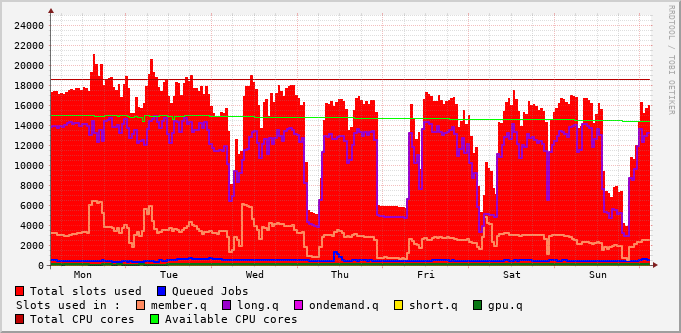 24000
22000
20000
18000
16000
14000
12000
10000
8000
6000
4000
2000
0
Mon Tue Wed Thu Fri Sat Sun
Total slots used Queued Jobs
Slots used in : member.q long.q ondemand.q short.q gpu.q
Total CPU cores Available CPU cores
RRDTOOL / TOBI OETIKER